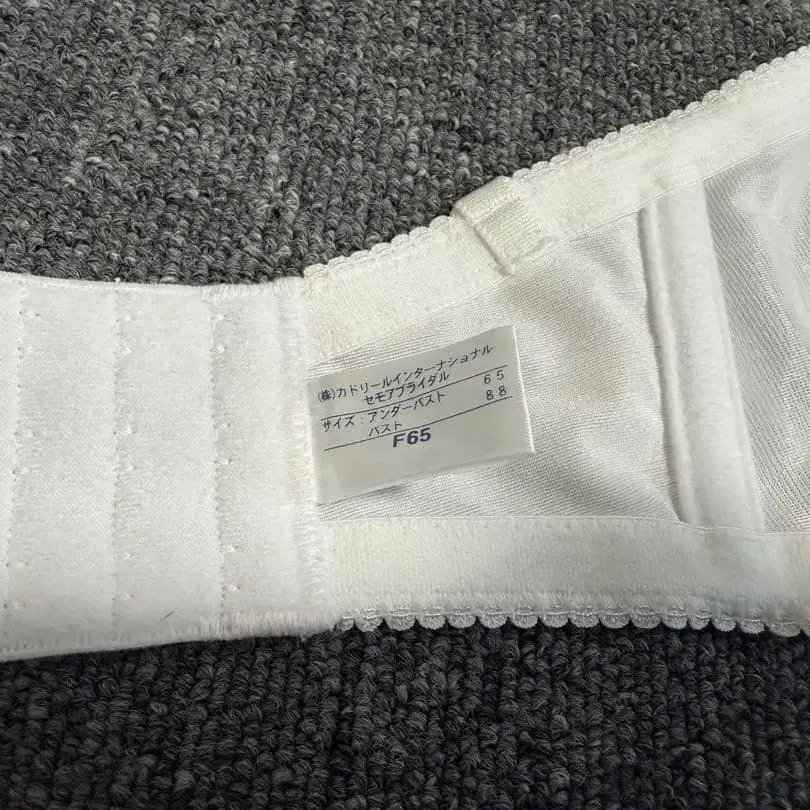 (株)カドリールインターナショナル
セモアブライダル
サイズ：アンダーバスト 65
バスト 88
F65